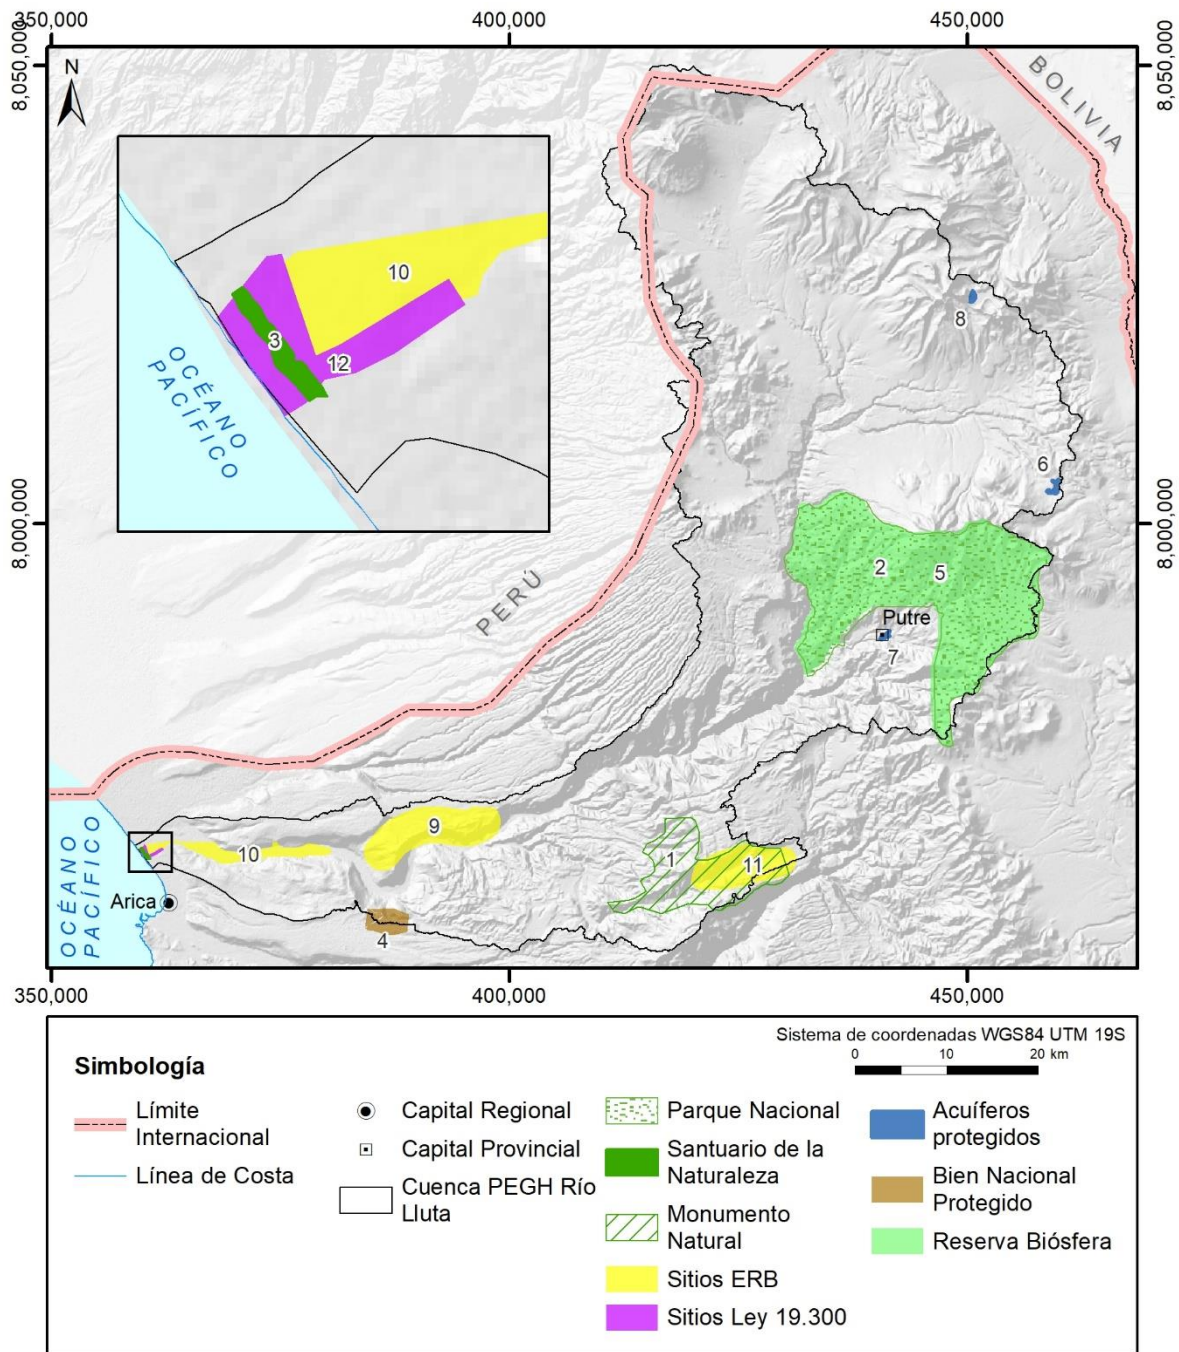 350,000
400,000
450,000
8,050,000
8,050,000
N
BOLIVIA
10
3
12
OCÉANO
PACÍFICO
8
6
8,000,000
8,000,000
2
5
PERÚ
Putre
7
9
10
1
11
OCÉANO
PACÍFICO
Arica
4
350,000
400,000
450,000
Sistema de coordenadas WGS84 UTM 19S
0
10
20 km
Simbología
Límite
Internacional
Línea de Costa
Capital Regional
Capital Provincial
Cuenca PEGH Río
Lluta
Parque Nacional
Santuario de la
Naturaleza
Monumento
Natural
Sitios ERB
Sitios Ley 19.300
Acuíferos
protegidos
Bien Nacional
Protegido
Reserva Biósfera